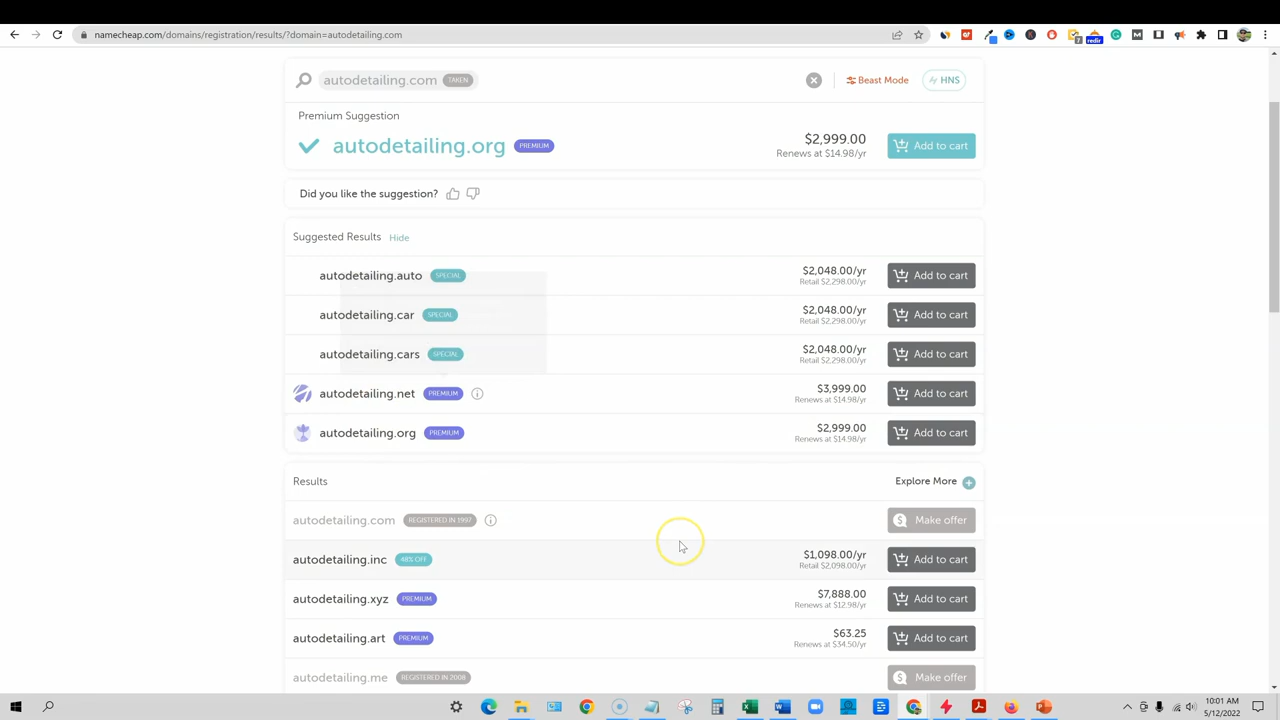 namecheap.com/domains/registration/results/?domain=autodetailing.com
autodetailing.com TAKEN
Beast Mode
HNS
Premium Suggestion
autodetailing.org PREMIUM
$2,999.00
Renews at $14.98/yr
Add to cart
Did you like the suggestion?
Suggested Results Hide
autodetailing.auto SPECIAL
$2,048.00/yr
Retail $2,298.00/yr
Add to cart
autodetailing.car SPECIAL
$2,048.00/yr
Retail $2,298.00/yr
Add to cart
autodetailing.cars SPECIAL
$2,048.00/yr
Retail $2,298.00/yr
Add to cart
autodetailing.net PREMIUM
$3,999.00
Renews at $14.98/yr
Add to cart
autodetailing.org PREMIUM
$2,999.00
Renews at $14.98/yr
Add to cart
Results
Explore More
autodetailing.com REGISTERED IN 1997
Make offer
autodetailing.inc 48% OFF
$1,098.00/yr
Retail $2,098.00/yr
Add to cart
autodetailing.xyz PREMIUM
$7,888.00
Renews at $12.98/yr
Add to cart
autodetailing.art PREMIUM
$63.25
Renews at $34.50/yr
Add to cart
autodetailing.me REGISTERED IN 2008
Make offer
10:01 AM
5/12/2022